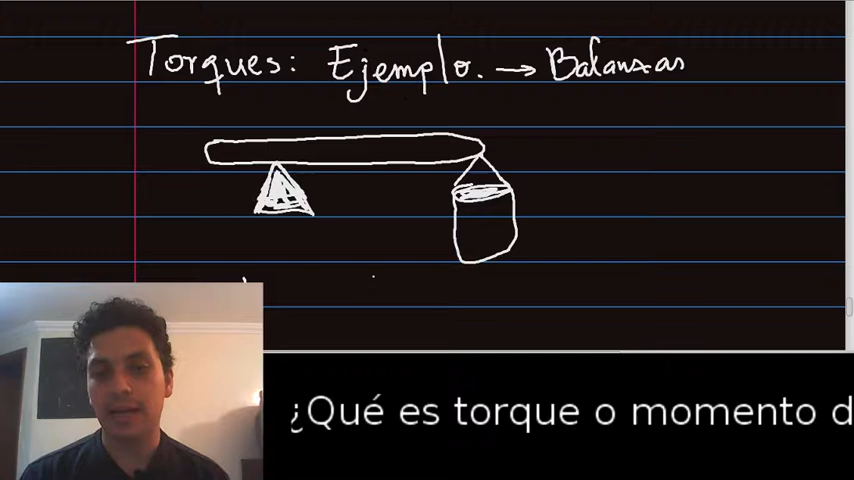 Torques: Ejemplo. → Balanzas
¿Qué es torque o momento d